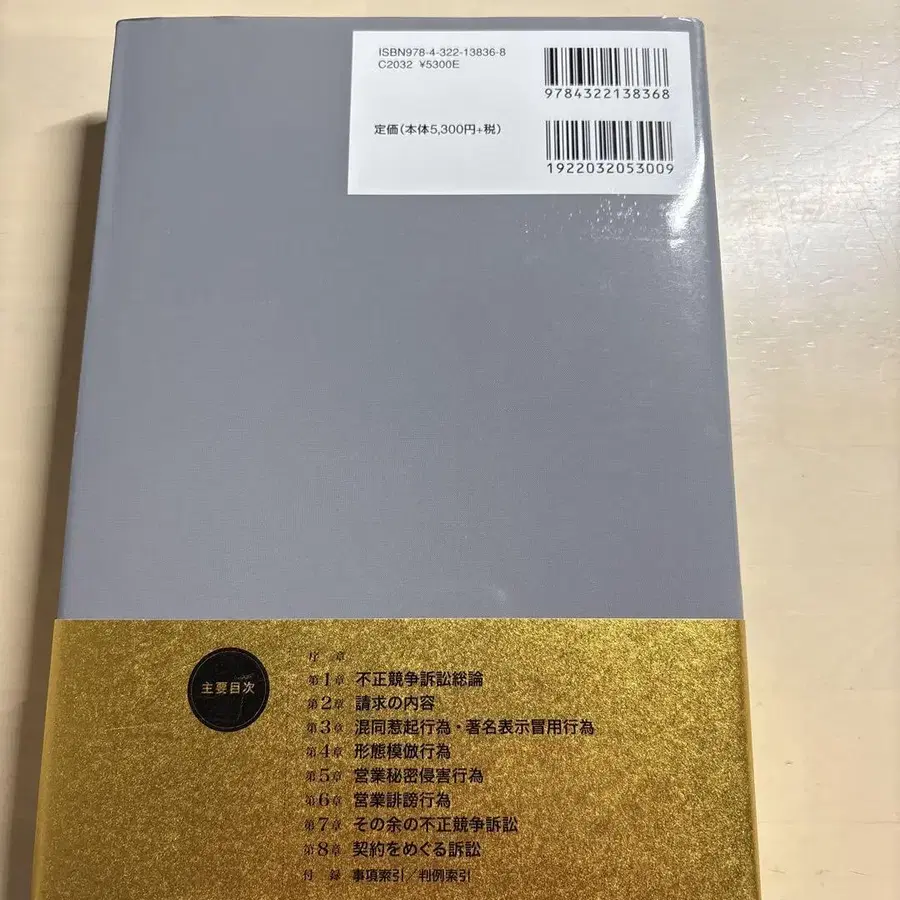 ISBN978-4-322-13836-8
C2032 ¥5300E
9784322138368
定価(本体5,300円+税)
1922032053009
主要目次
序 章
第1章 不正競争訴訟総論
第2章 請求の内容
第3章 混同惹起行為・著名表示冒用行為
第4章 形態模倣行為
第5章 営業秘密侵害行為
第6章 営業誹謗行為
第7章 その余の不正競争訴訟
第8章 契約をめぐる訴訟
付 録 事項索引/判例索引